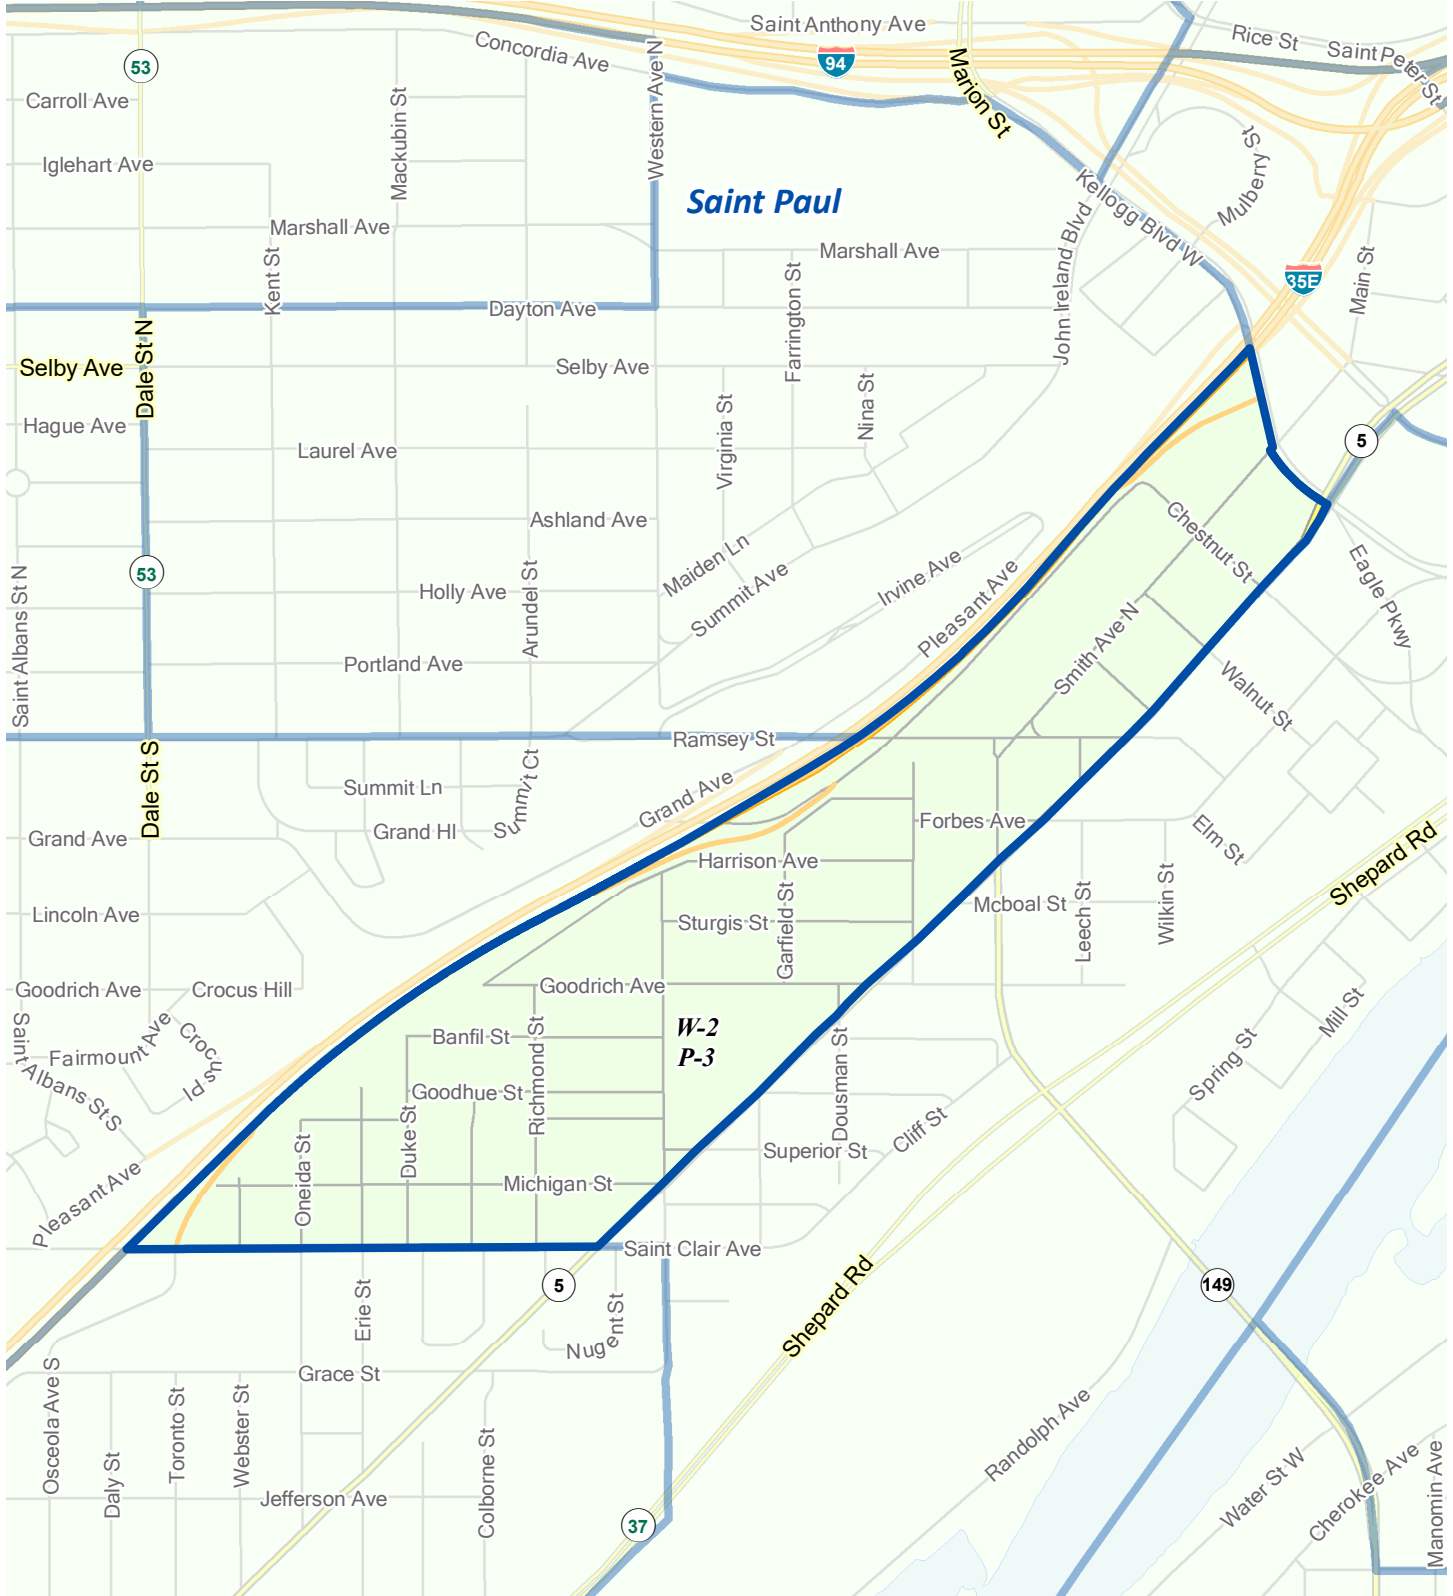 Saint Anthony Ave
Rice St
Saint Peter St
Concordia Ave
94
Marion St
53
Carroll Ave
Mackubin St
Western Ave N
Iglehart Ave
Mulberry St
Saint Paul
Kellogg Blvd W
Marshall Ave
Marshall Ave
Kent St
Farrington St
John Ireland Blvd
35E
Main St
Dayton Ave
Dale St N
Selby Ave
Selby Ave
Nina St
Virginia St
Hague Ave
Laurel Ave
5
Ashland Ave
Chestnut St
Maiden Ln
Summit Ave
Irvine Ave
Pleasant Ave
Eagle Pkwy
53
Holly Ave
Arundel St
Saint Albans St N
Smith Ave N
Portland Ave
Walnut St
Ramsey St
Dale St S
Summit Ln
Summit Ct
Grand Ave
Grand Ave
Grand Hl
Forbes Ave
Elm St
Shepard Rd
Harrison Ave
Garfield St
Lincoln Ave
Sturgis St
Mcboal St
Leech St
Wilkin St
Goodrich Ave
Crocus Hill
Goodrich Ave
Mill St
Saint Albans St S
Fairmount Ave
Crocus Pl
Banfil St
Richmond St
W-2
P-3
Dousman St
Spring St
Goodhue St
Duke St
Cliff St
Superior St
Oneida St
Michigan St
Pleasant Ave
Saint Clair Ave
5
149
Erie St
Nugent St
Shepard Rd
Grace St
Osceola Ave S
Daly St
Toronto St
Webster St
Colborne St
Randolph Ave
Jefferson Ave
37
Water St W
Cherokee Ave
Manomin Ave